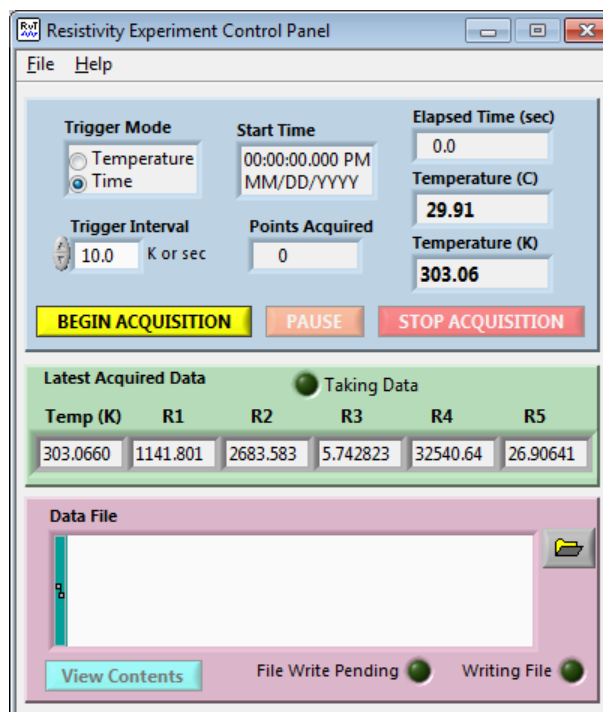 RvT
Resistivity Experiment Control Panel
File Help
Trigger Mode
Temperature
Time
Start Time
00:00:00.000 PM
MM/DD/YYYY
Elapsed Time (sec)
0.0
Temperature (C)
29.91
Trigger Interval
10.0 K or sec
Points Acquired
0
Temperature (K)
303.06
BEGIN ACQUISITION PAUSE STOP ACQUISITION
Latest Acquired Data Taking Data
Temp (K) R1 R2 R3 R4 R5
303.0660 1141.801 2683.583 5.742823 32540.64 26.90641
Data File
View Contents File Write Pending Writing File